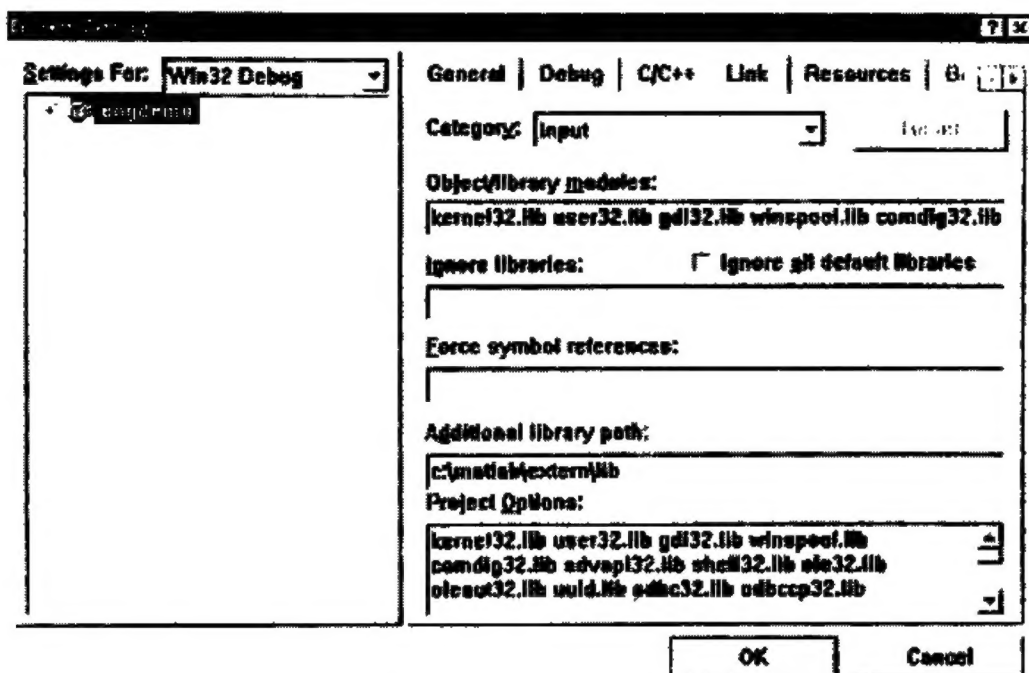 Settings For: Win32 Debug
General Debug C/C++ Link Resources
Category: Input
Object/library modules:
kernel32.lib user32.lib gdi32.lib winspool.lib comdlg32.lib
Ignore libraries: Ignore all default libraries
Force symbol references:
Additional library path:
c:\matlab\extern\lib
Project Options:
kernel32.lib user32.lib gdi32.lib winspool.lib
comdlg32.lib advapi32.lib shell32.lib ole32.lib
oleaut32.lib uuid.lib odbc32.lib odbccp32.lib
OK Cancel